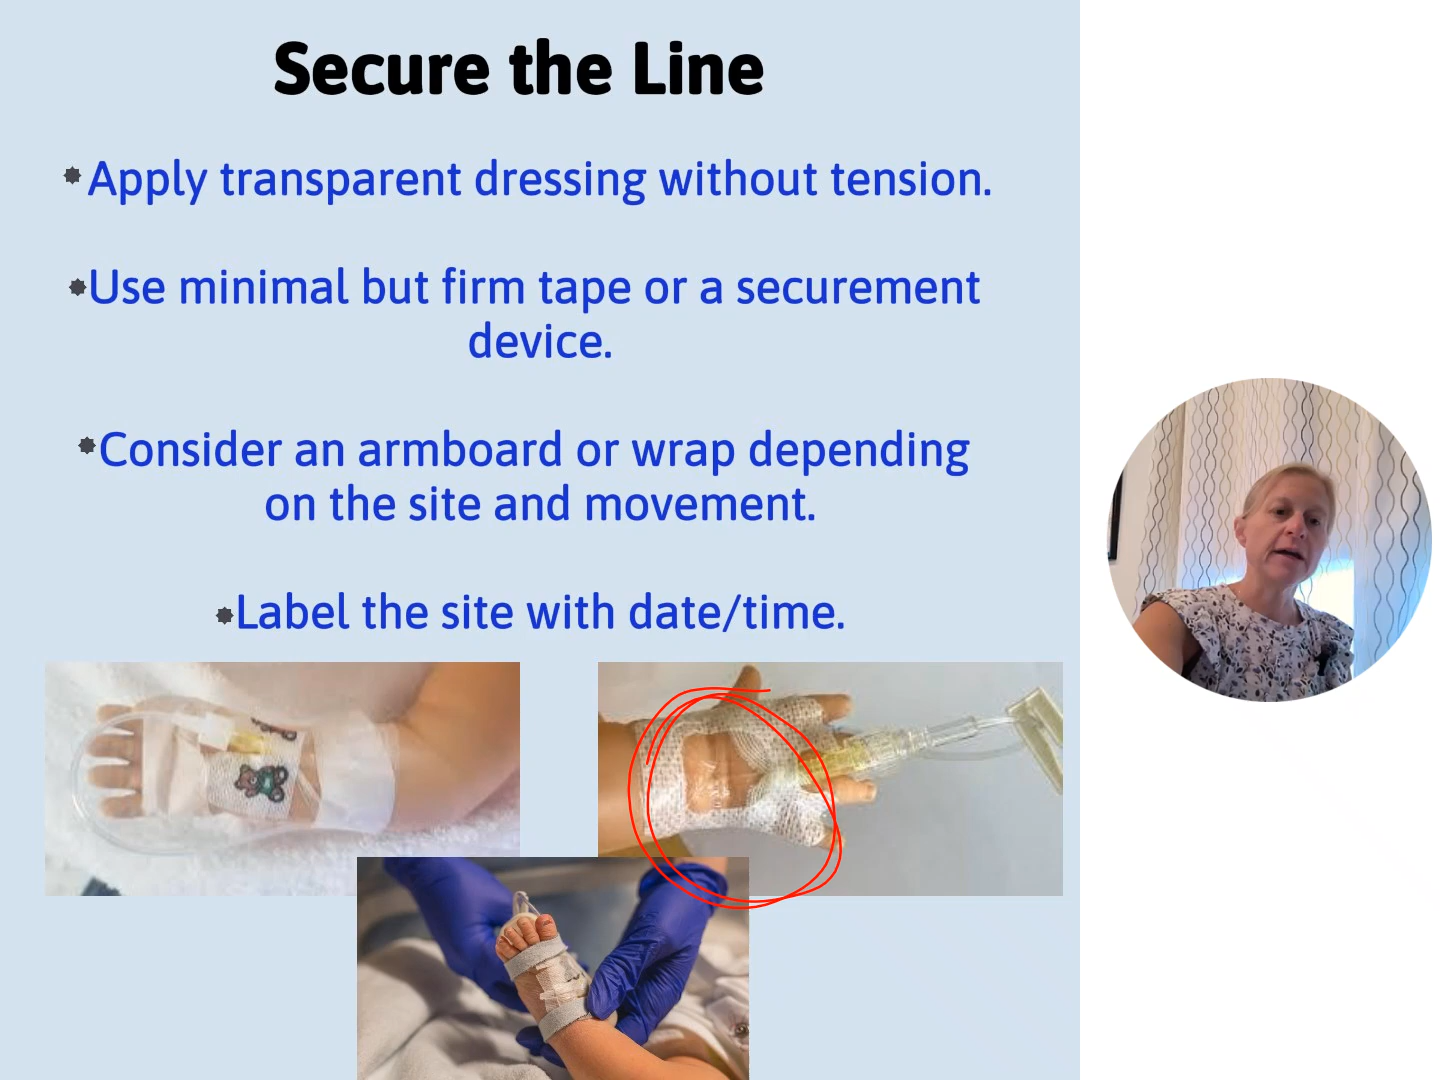 Secure the Line
Apply transparent dressing without tension.
Use minimal but firm tape or a securement
device.
Consider an armboard or wrap depending
on the site and movement.
Label the site with date/time.